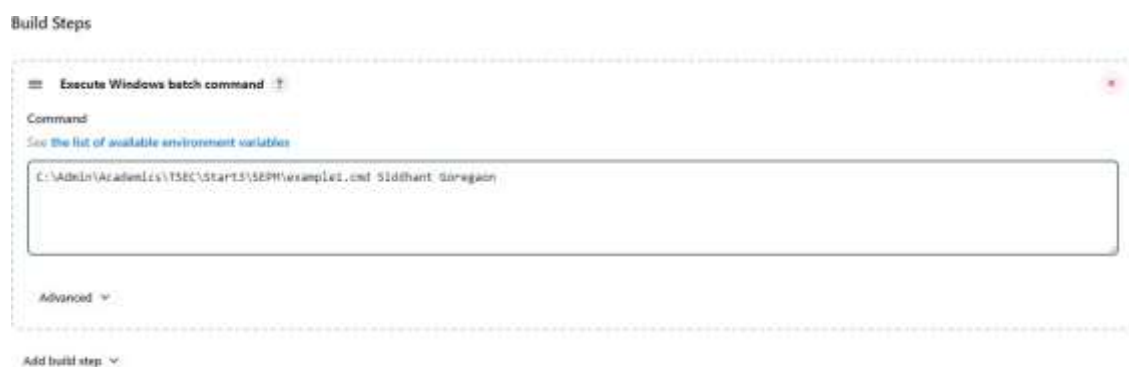 Build Steps
Execute Windows batch command ?
Command
See the list of available environment variables
C:\Admin\Academics\TSEC\Start3\SEPM\example1.cmd Siddhant Goregaon
Advanced
Add build step